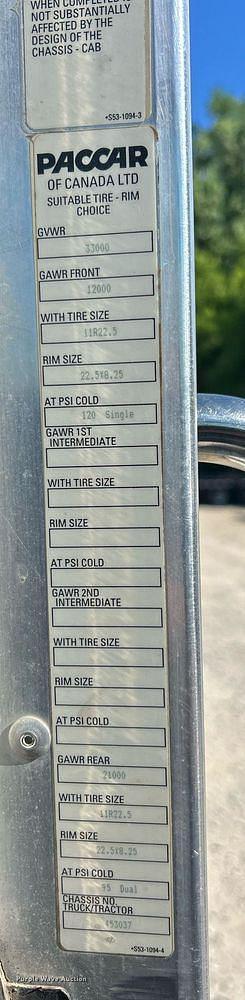 WHEN COMPLETED IS
NOT SUBSTANTIALLY
AFFECTED BY THE
DESIGN OF THE
CHASSIS - CAB
•S53-1094-3
PACCAR
OF CANADA LTD
SUITABLE TIRE - RIM
CHOICE
GVWR
33000
GAWR FRONT
12000
WITH TIRE SIZE
11R22.5
RIM SIZE
22.5X8.25
AT PSI COLD
120 Single
GAWR 1ST
INTERMEDIATE
WITH TIRE SIZE
RIM SIZE
AT PSI COLD
GAWR 2ND
INTERMEDIATE
WITH TIRE SIZE
RIM SIZE
AT PSI COLD
GAWR REAR
21000
WITH TIRE SIZE
11R22.5
RIM SIZE
22.5X8.25
AT PSI COLD
95 Dual
CHASSIS NO.
TRUCK/TRACTOR
453037
•S53-1094-4
Purple Wave Auction